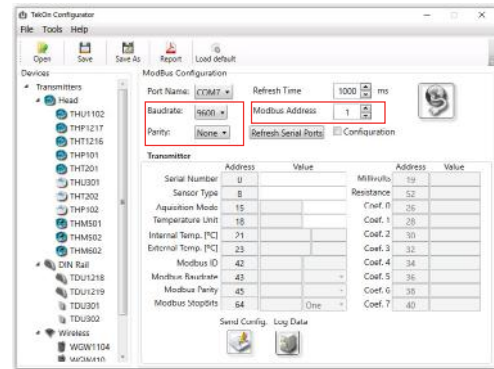 TekOn Configurator
File Tools Help
Open Save Save As Report Load default
Devices
Transmitters
Head
THU1102
THP1217
THT1216
THP101
THT201
THU301
THT202
THP102
THM501
THM502
THM602
DIN Rail
TDU1218
TDU1219
TDU301
TDU302
Wireless
WGW1104
WGW410
ModBus Configuration
Port Name: COM7 Refresh Time 1000 ms
Baudrate: 9600 Modbus Address 1
Parity: None Refresh Serial Ports Configuration
Transmitter
Address Value Address Value
Serial Number 0 Millivolts 19
Sensor Type 8 Resistance 52
Aquisition Mode 15 Coef. 0 26
Temperature Unit 18 Coef. 1 28
Internal Temp. [ºC] 21 Coef. 2 30
External Temp. [ºC] 23 Coef. 3 32
Modbus ID 42 Coef. 4 34
Modbus Baudrate 43 Coef. 5 36
Modbus Parity 45 Coef. 6 38
Modbus StopBits 64 One Coef. 7 40
Send Config. Log Data